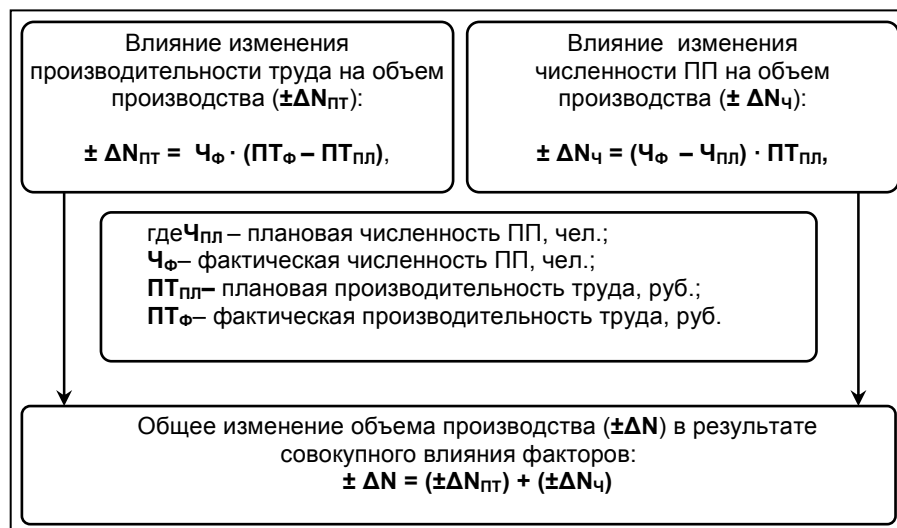 Влияние изменения
производительности труда на объем
производства (±ΔNПТ):
± ΔNПТ = ЧФ · (ПТФ – ПТПЛ),
Влияние изменения
численности ПП на объем
производства (± ΔNЧ):
± ΔNЧ = (ЧФ – ЧПЛ) · ПТПЛ,
гдеЧПЛ – плановая численность ПП, чел.;
ЧФ– фактическая численность ПП, чел.;
ПТПЛ– плановая производительность труда, руб.;
ПТФ– фактическая производительность труда, руб.
Общее изменение объема производства (±ΔN) в результате
совокупного влияния факторов:
± ΔN = (±ΔNПТ) + (±ΔNЧ)